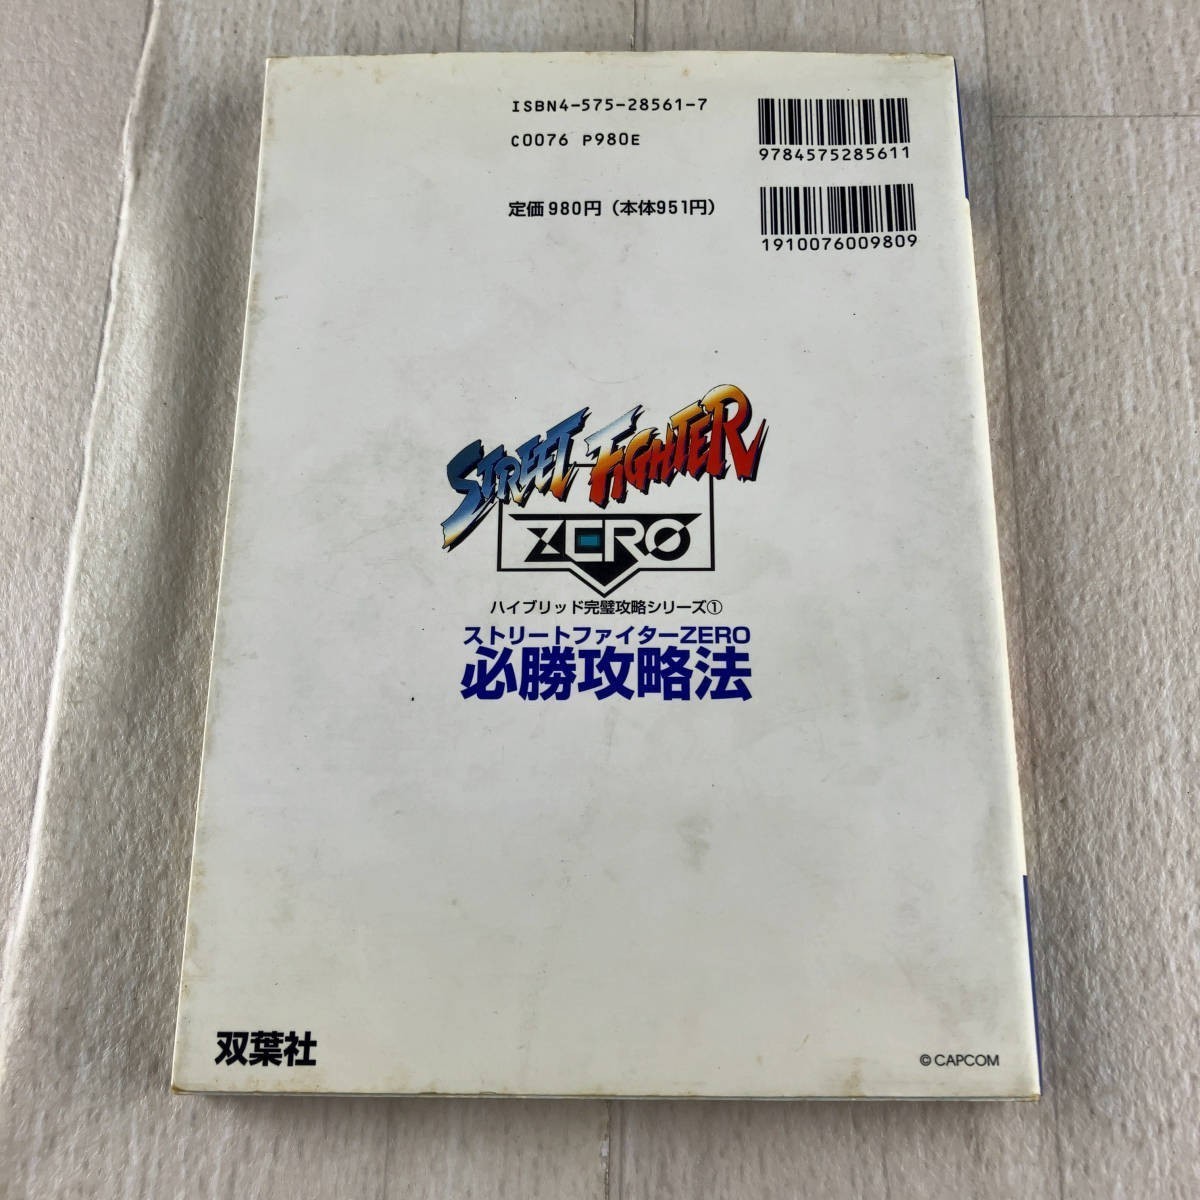 ISBN4-575-28561-7
C0076 P980E
定価980円（本体951円）
9784575285611
1910076009809
STREET FIGHTER
ZERO
ハイブリッド完璧攻略シリーズ①
ストリートファイターZERO
必勝攻略法
双葉社
© CAPCOM